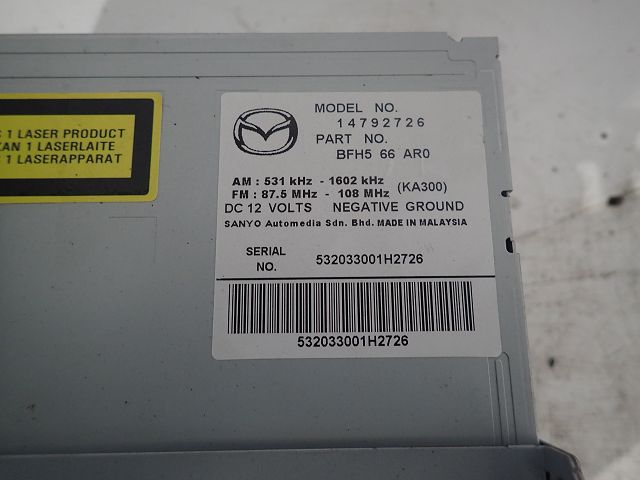 1 LASER PRODUCT
KAN 1 LASERLAITE
1 LASERAPPARAT
MODEL NO.
14792726
PART NO.
BFH5 66 AR0
AM : 531 kHz - 1602 kHz
FM : 87.5 MHz - 108 MHz (KA300)
DC 12 VOLTS NEGATIVE GROUND
SANYO Automedia Sdn. Bhd. MADE IN MALAYSIA
SERIAL NO. 532033001H2726
532033001H2726